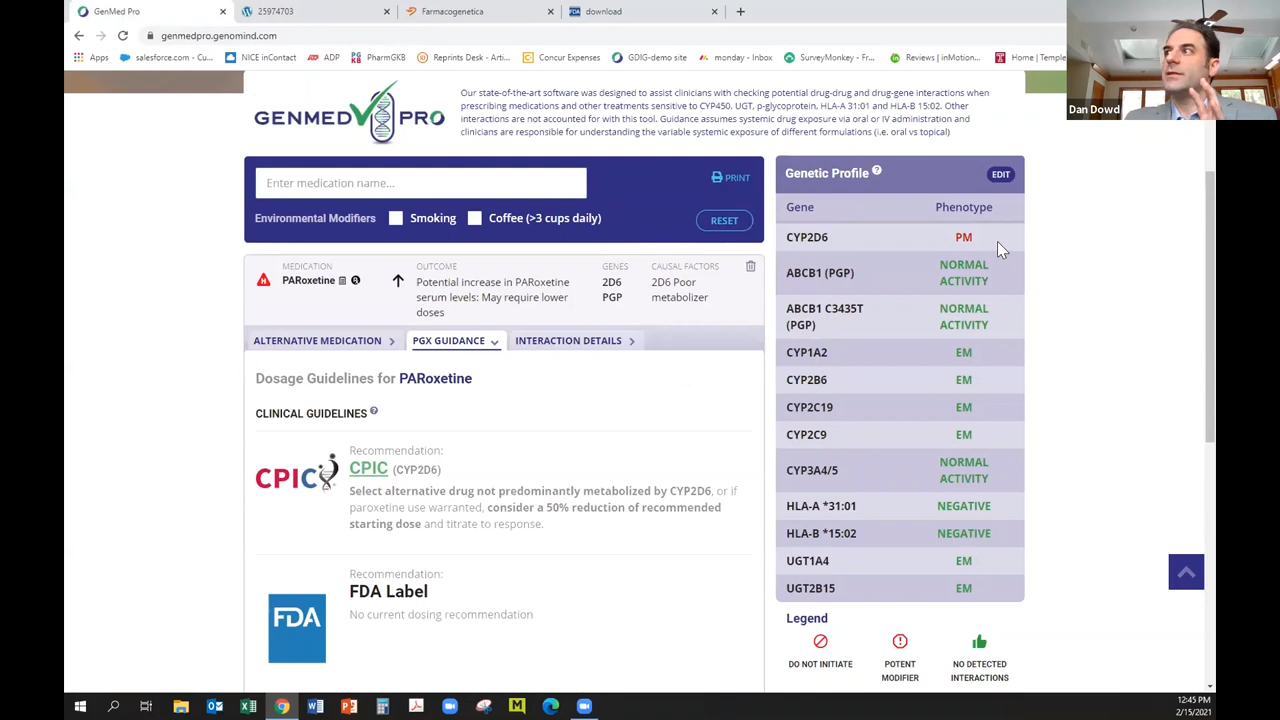 GenMed Pro
25974703
Farmacogenetica
download
genmedpro.genomind.com
Apps
salesforce.com - Cu...
NICE inContact
ADP
PharmGKB
Reprints Desk - Arti...
Concur Expenses
GDIG-demo site
monday - Inbox
SurveyMonkey - Fr...
Reviews | inMotion...
Home | Temple
Dan Dowd
GENMED PRO
Our state-of-the-art software was designed to assist clinicians with checking potential drug-drug and drug-gene interactions when
prescribing medications and other treatments sensitive to CYP450, UGT, p-glycoprotein, HLA-A 31:01 and HLA-B 15:02. Other
interactions are not accounted for with this tool. Guidance assumes systemic drug exposure via oral or IV administration and
clinicians are responsible for understanding the variable systemic exposure of different formulations (i.e. oral vs topical)
Enter medication name...
PRINT
Environmental Modifiers
Smoking
Coffee (>3 cups daily)
RESET
MEDICATION
PARoxetine
OUTCOME
Potential increase in PARoxetine
serum levels: May require lower
doses
GENES
2D6
PGP
CAUSAL FACTORS
2D6 Poor
metabolizer
ALTERNATIVE MEDICATION
PGX GUIDANCE
INTERACTION DETAILS
Dosage Guidelines for PARoxetine
CLINICAL GUIDELINES
CPIC
Recommendation:
CPIC (CYP2D6)
Select alternative drug not predominantly metabolized by CYP2D6, or if
paroxetine use warranted, consider a 50% reduction of recommended
starting dose and titrate to response.
FDA
Recommendation:
FDA Label
No current dosing recommendation
Genetic Profile
EDIT
Gene Phenotype
CYP2D6 PM
ABCB1 (PGP) NORMAL
ACTIVITY
ABCB1 C3435T
(PGP)
NORMAL
ACTIVITY
CYP1A2 EM
CYP2B6 EM
CYP2C19 EM
CYP2C9 EM
CYP3A4/5 NORMAL
ACTIVITY
HLA-A *31:01 NEGATIVE
HLA-B *15:02 NEGATIVE
UGT1A4 EM
UGT2B15 EM
Legend
DO NOT INITIATE
POTENT
MODIFIER
NO DETECTED
INTERACTIONS
12:45 PM
2/15/2021